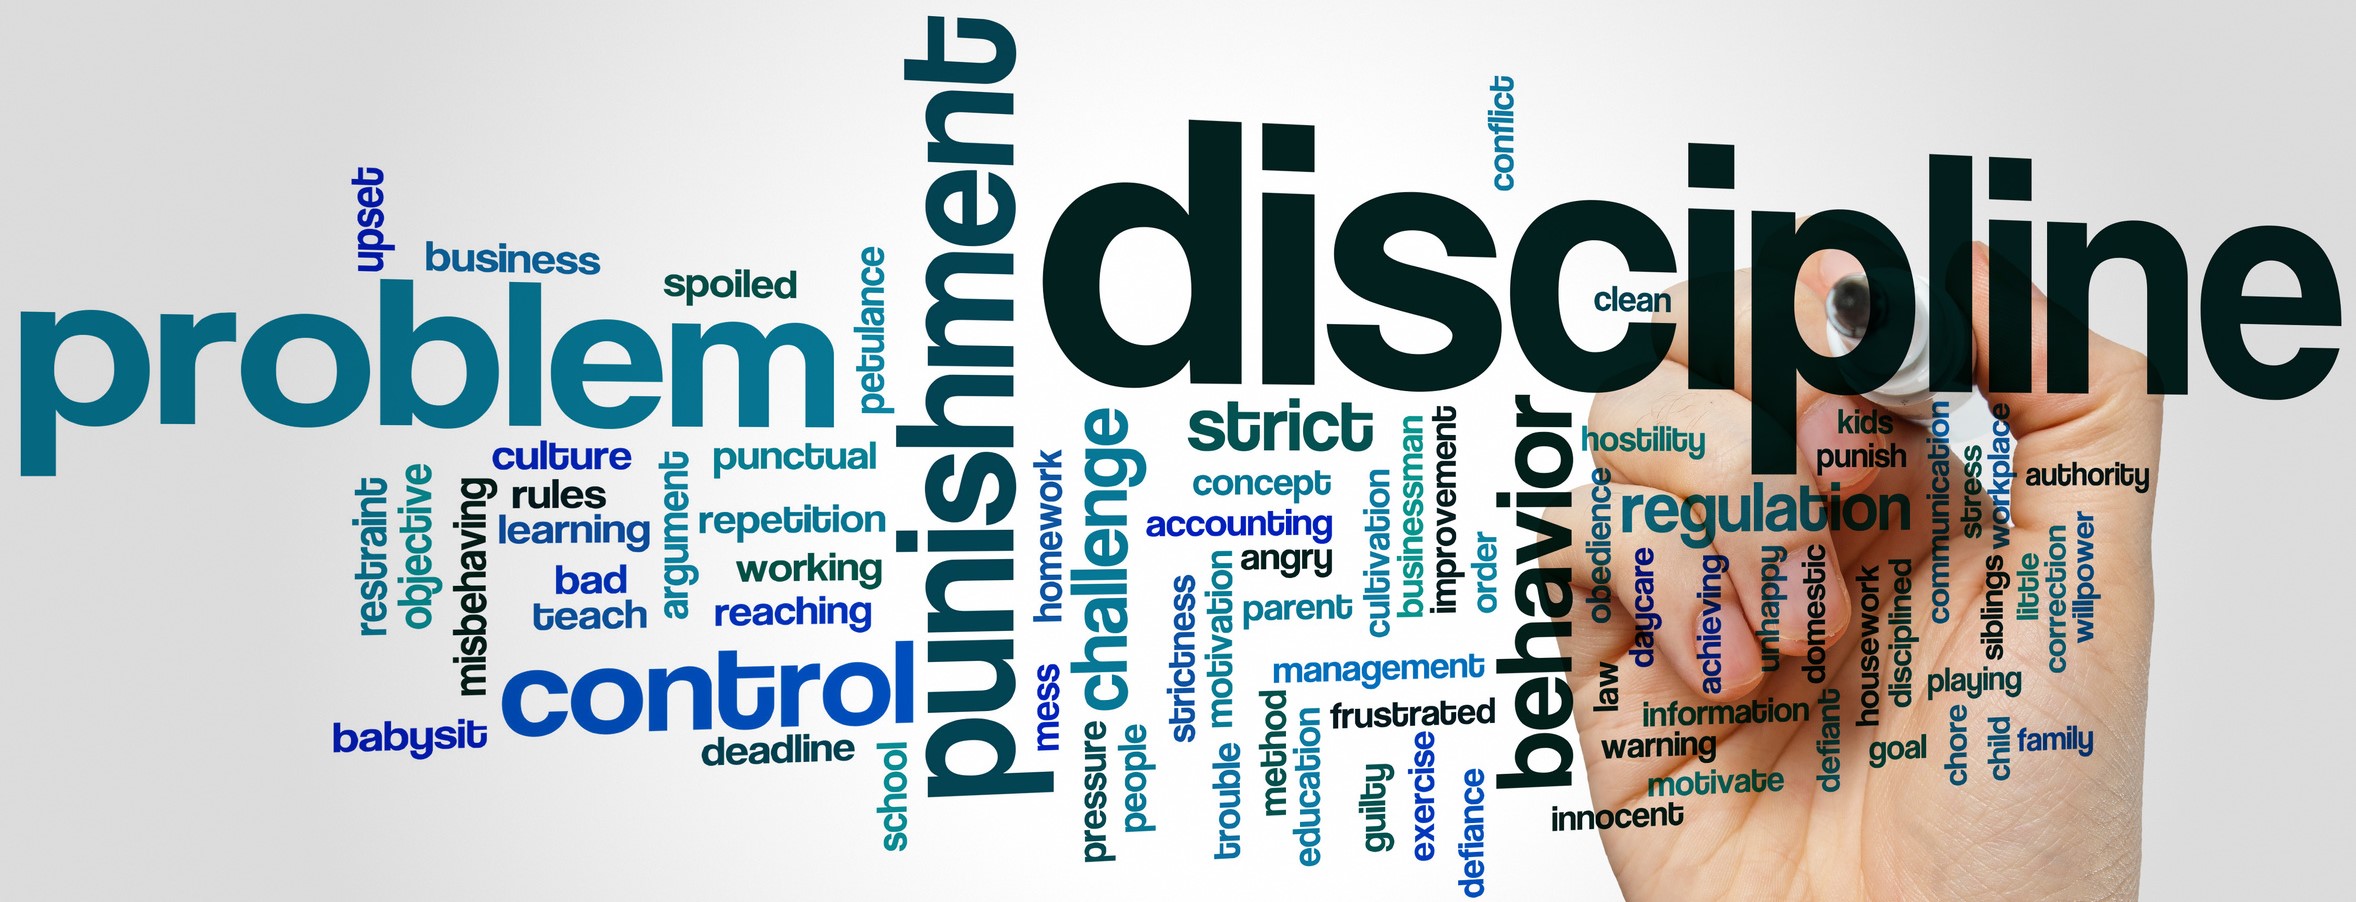 upset
business
spoiled
petulance
problem
punishment
discipline
conflict
clean
culture
punctual
rules
learning
argument
repetition
restraint
objective
misbehaving
bad
working
teach
reaching
control
babysit
deadline
school
homework
challenge
mess
pressure
people
strict
concept
accounting
angry
cultivation
businessman
improvement
order
strictness
motivation
parent
management
trouble
method
education
frustrated
guilty
exercise
defiance
behavior
hostility
kids
punish
communication
stress
workplace
authority
regulation
obedience
daycare
achieving
unhappy
domestic
housework
disciplined
siblings
little
correction
willpower
law
information
defiant
playing
warning
goal
chore
child
family
motivate
innocent